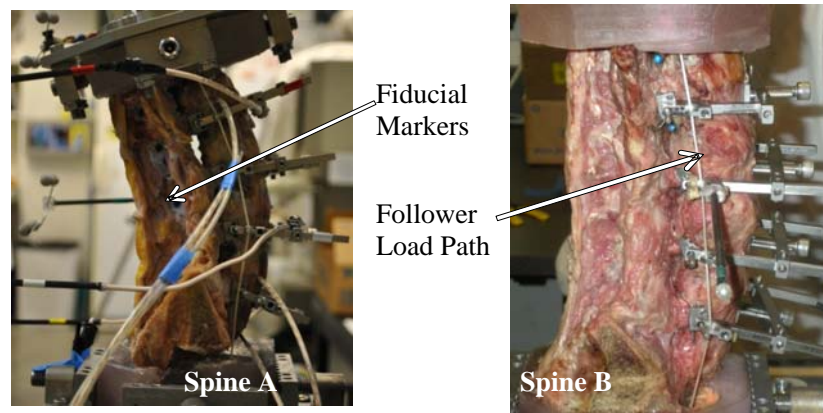 Fiducial
Markers
Follower
Load Path
Spine A
Spine B